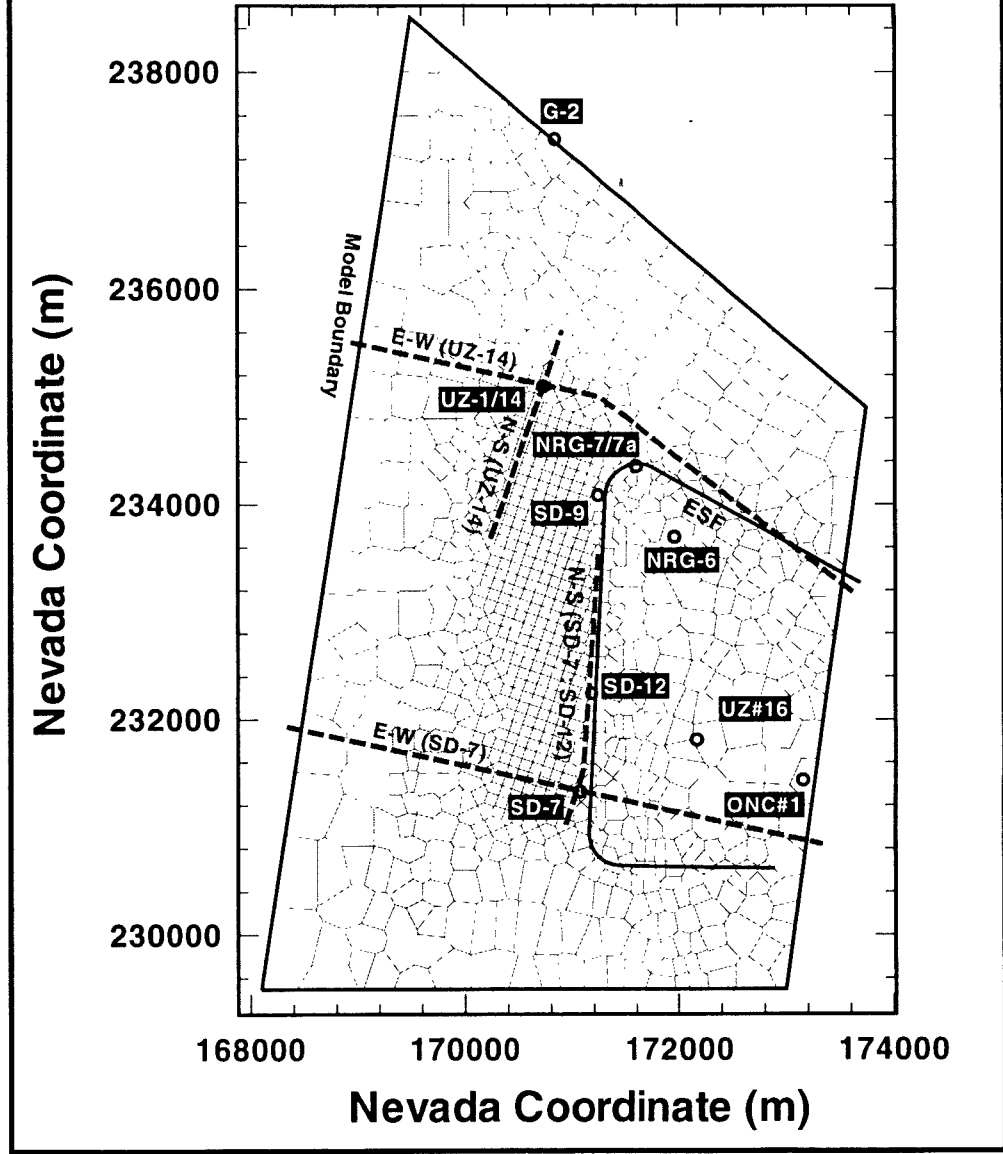 238000
G-2
Model Boundary
236000
E-W (UZ-14)
UZ-1/14
N-S (UZ-14)
NRG-7/7a
234000
SD-9
ESF
NRG-6
N-S (SD-7 : SD-12)
SD-12
UZ#16
232000
E-W (SD-7)
SD-7
ONC#1
230000
168000 170000 172000 174000
Nevada Coordinate (m)
Nevada Coordinate (m)